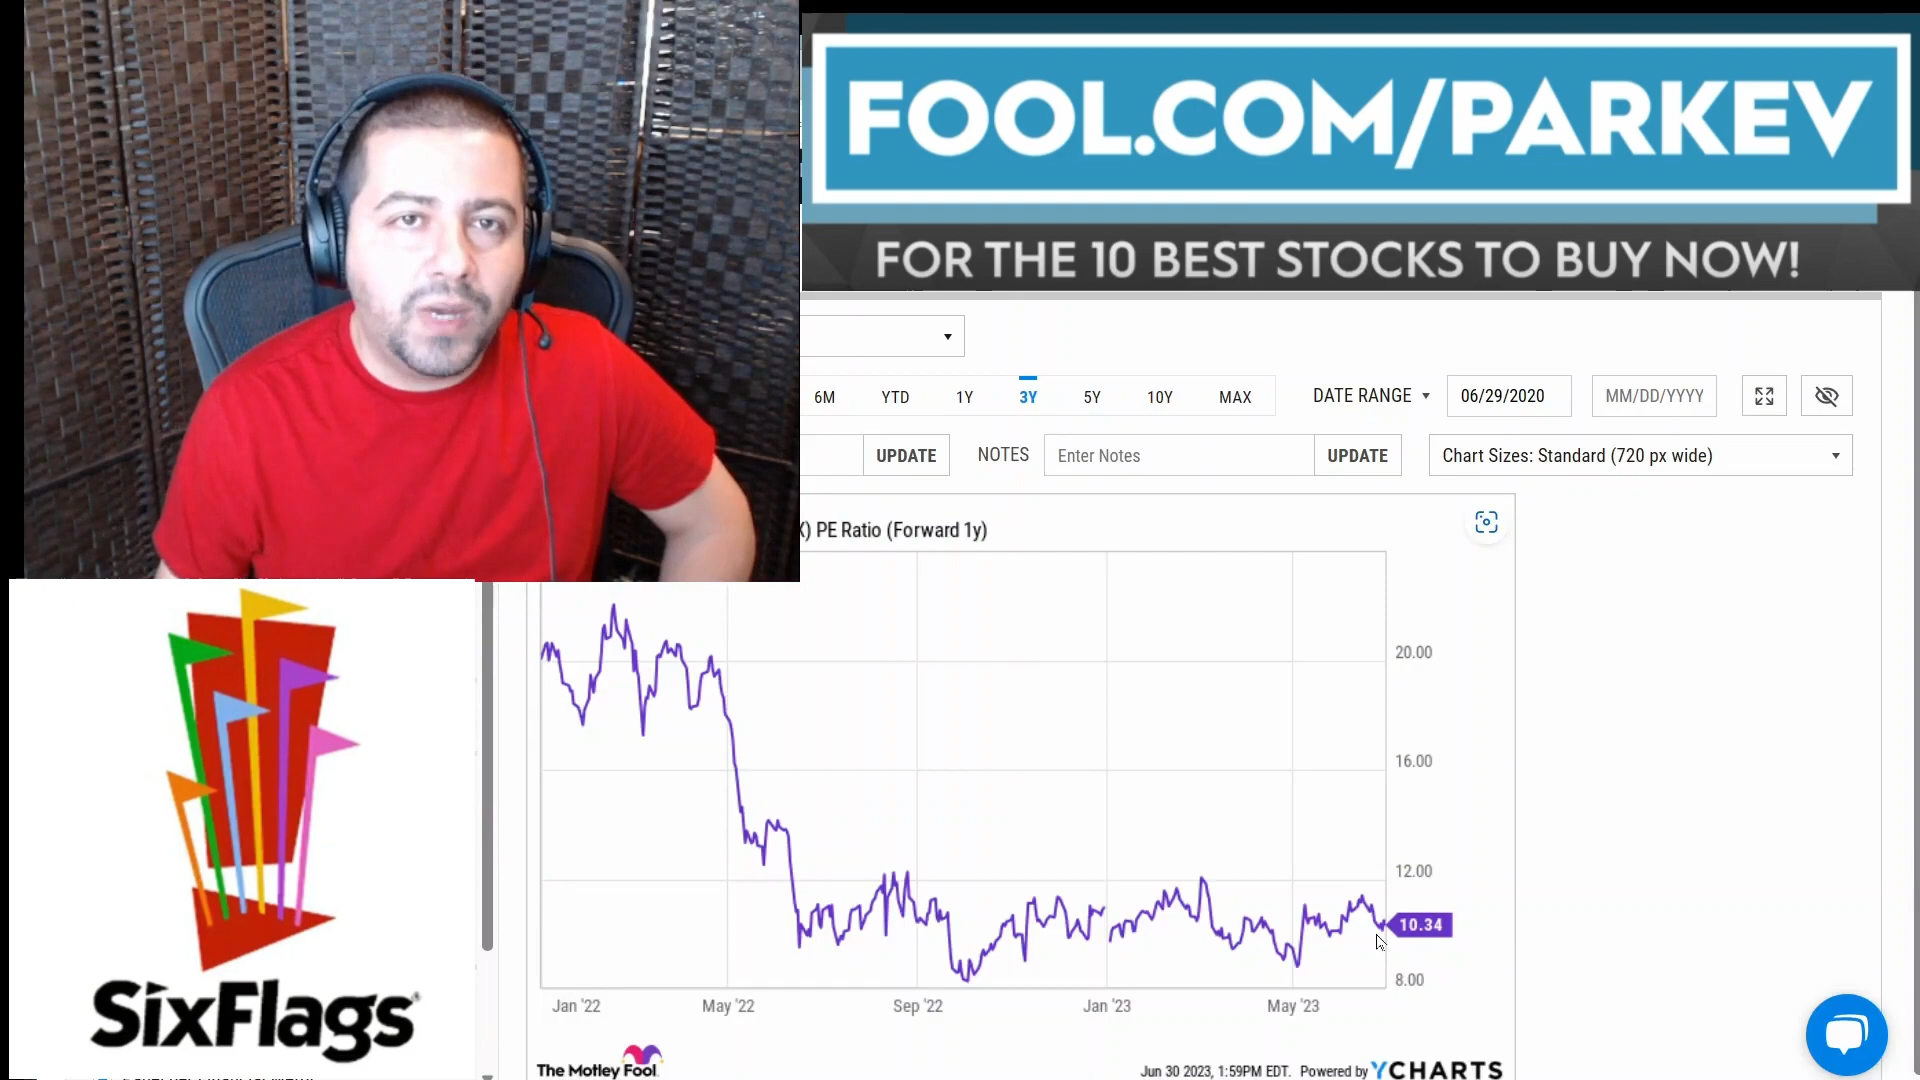 FOOL.COM/PARKEV
FOR THE 10 BEST STOCKS TO BUY NOW!
6M YTD 1Y 3Y 5Y 10Y MAX DATE RANGE 06/29/2020 MM/DD/YYYY
UPDATE NOTES Enter Notes UPDATE Chart Sizes: Standard (720 px wide)
) PE Ratio (Forward 1y)
20.00
16.00
12.00
10.34
8.00
Jan '22 May '22 Sep '22 Jan '23 May '23
SixFlags
The Motley Fool
Jun 30 2023, 1:59PM EDT. Powered by YCHARTS